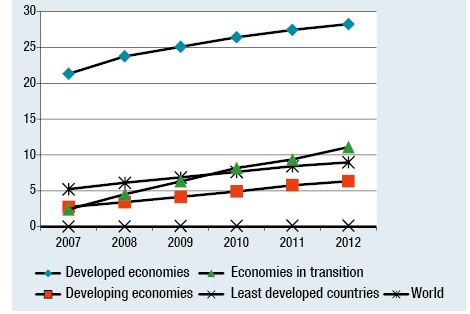 30
25
20
15
10
5
0
2007 2008 2009 2010 2011 2012
Developed economies Economies in transition
Developing economies Least developed countries World